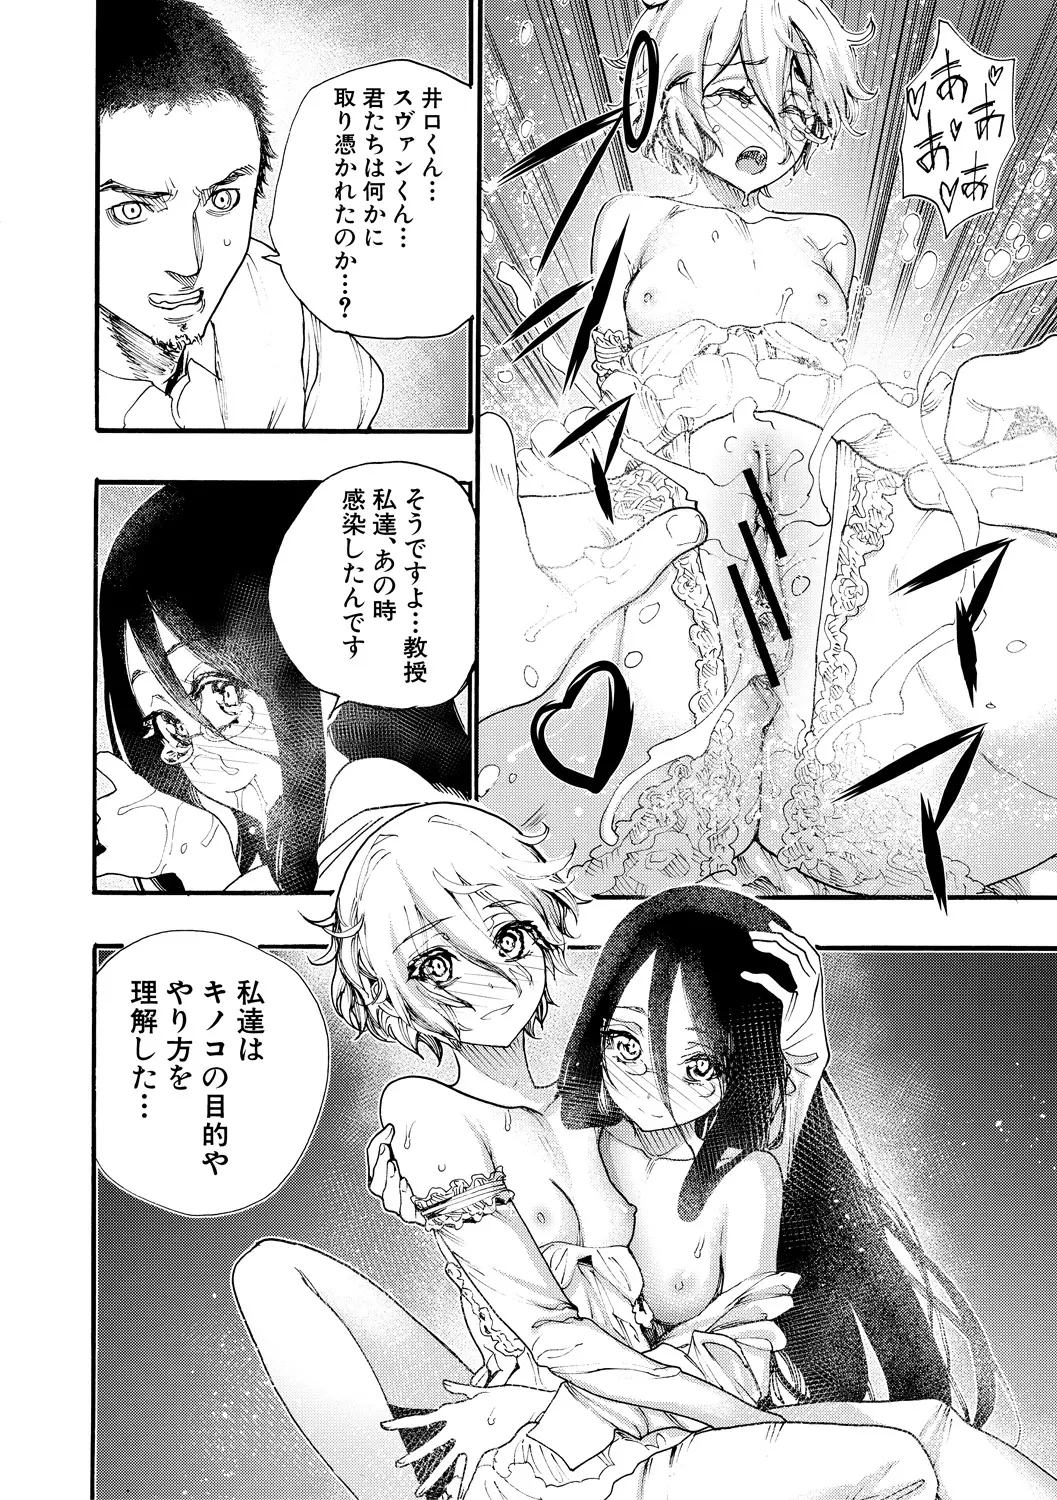 ああぁ♡
ああ♡
井口くん…
スヴァンくん…
君たちは何かに
取り憑かれたのか…?
そうですよ…教授
私達、あの時
感染したんです
私達は
キノコの目的や
やり方を
理解した…